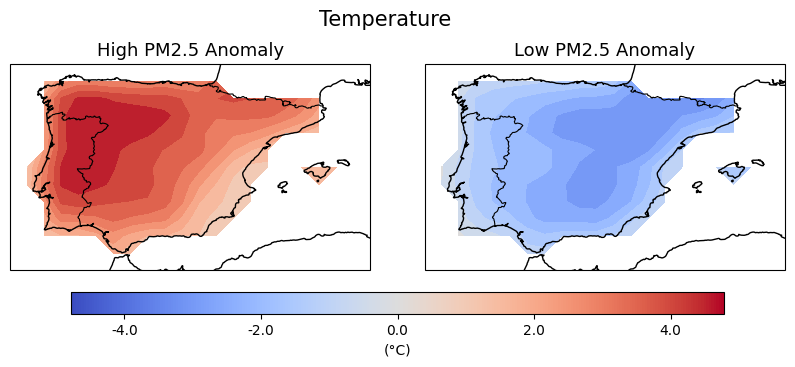 Temperature
High PM2.5 Anomaly
Low PM2.5 Anomaly
-4.0
-2.0
0.0
2.0
4.0
(°C)